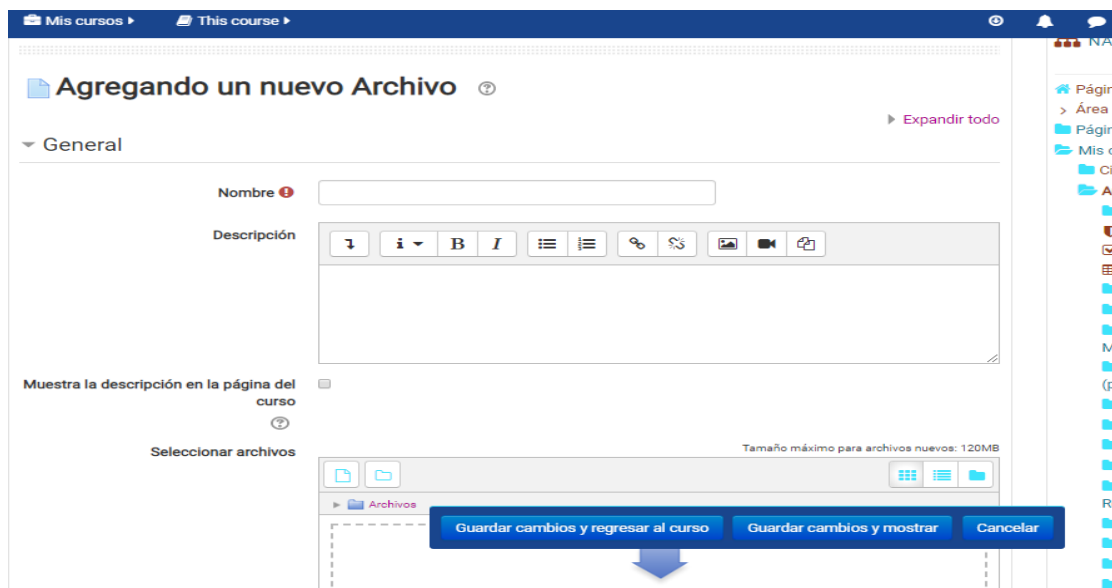 Mis cursos This course
NA
Agregando un nuevo Archivo
Expandir todo
General
Nombre
Descripción
B I
Muestra la descripción en la página del
curso
Seleccionar archivos
Tamaño máximo para archivos nuevos: 120MB
Archivos
Guardar cambios y regresar al curso Guardar cambios y mostrar Cancelar
Págin
Área
Págin
Mis c
Ci
A
M
(p
R